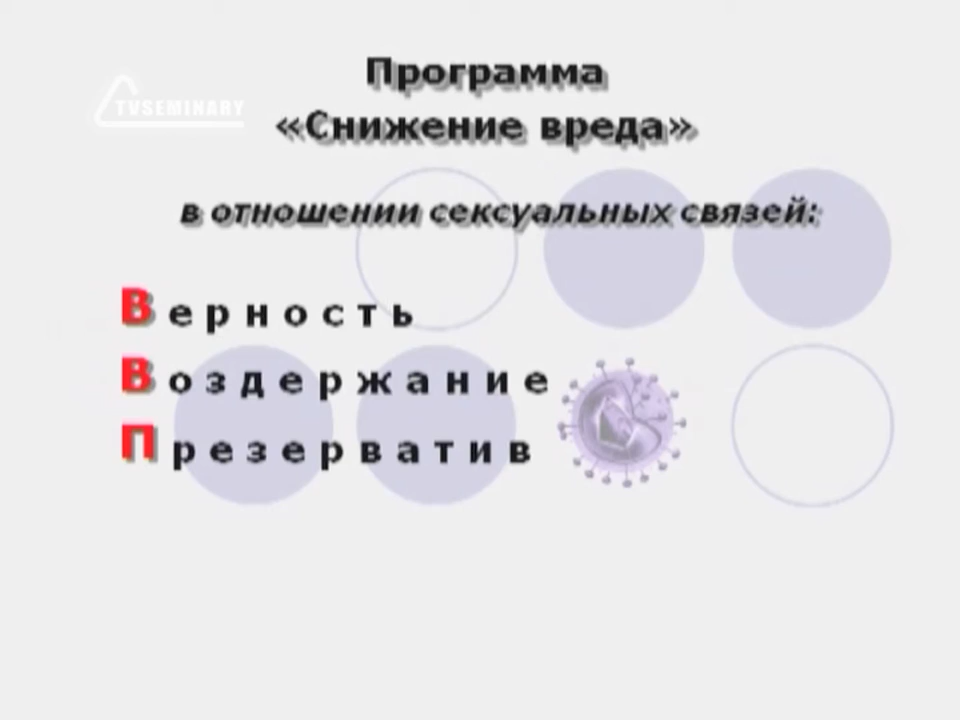 TVSEMINARY
Программа
«Снижение вреда»
в отношении сексуальных связей:
Верность
Воздержание
Презерватив